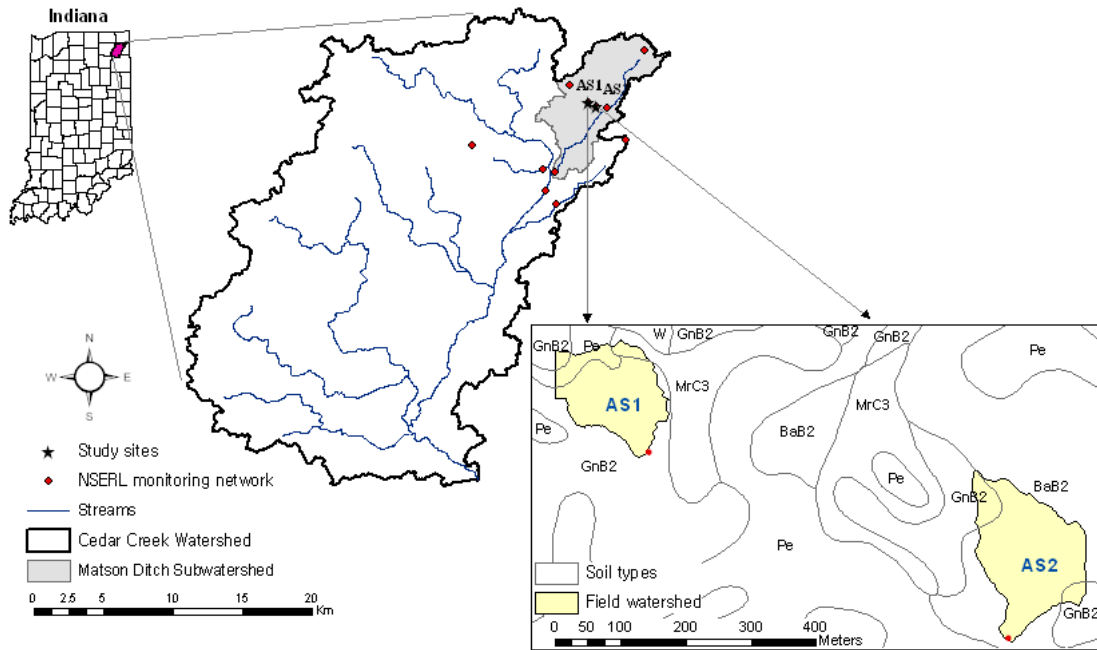 Indiana
AS1 AS
N
W E
S
Study sites
NSERL monitoring network
Streams
Cedar Creek Watershed
Matson Ditch Subwatershed
0 2.5 5 10 15 20
Km
GnB2 Pe W GnB2 GnB2 GnB2 Pe
MrC3 MrC3
AS1
Pe BaB2
GnB2 Pe GnB2 BaB2
Pe
AS2
Soil types
Field watershed
GnB2
0 50 100 200 300 400
Meters